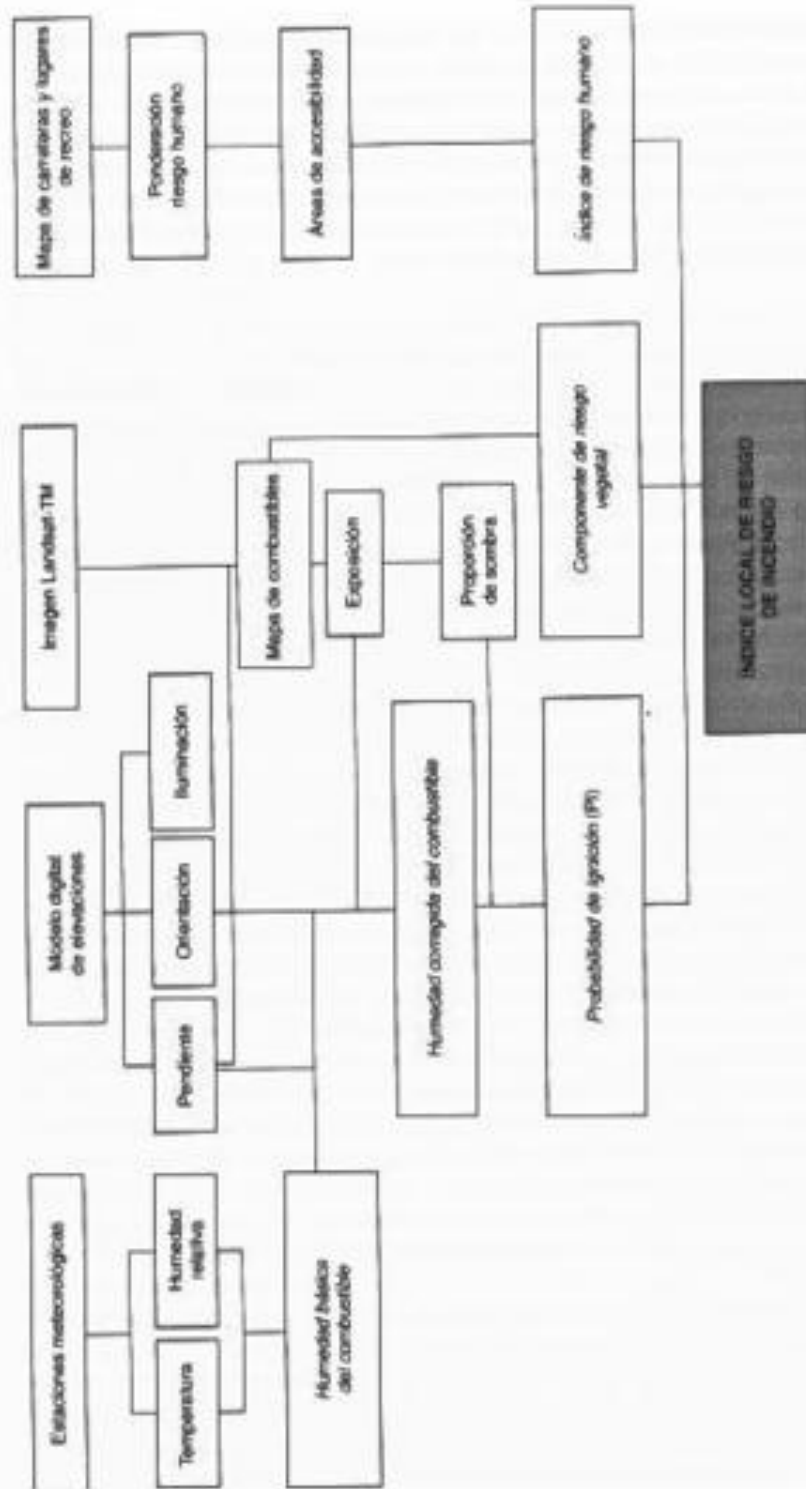 Estaciones meteorológicas
Modelo digital
de elevaciones
Imagen Landsat-TM
Mapa de carreteras y lugares
de recreo
Temperatura
Humedad
relativa
Pendiente
Orientación
Iluminación
Ponderación
riesgo humano
Humedad básica
del combustible
Mapa de combustibles
Áreas de accesibilidad
Exposición
Humedad corregida del combustible
Proporción
de sombra
Probabilidad de ignición (PI)
Componente de riesgo
vegetal
Índice de riesgo humano
ÍNDICE LOCAL DE RIESGO
DE INCENDIO